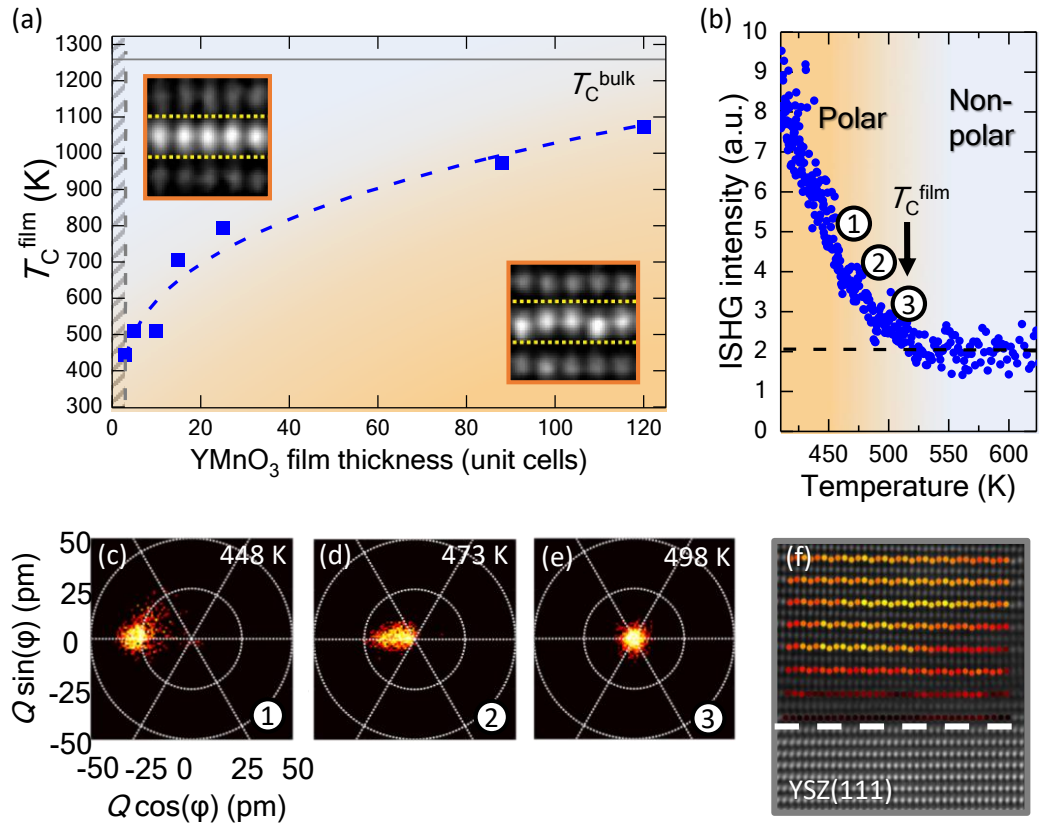 (a)
1300
1200
1100
1000
900
800
700
600
500
400
300
T_C^film (K)
T_C^bulk
0
20
40
60
80
100
120
YMnO₃ film thickness (unit cells)
(b)
10
9
8
7
6
5
4
3
2
1
0
ISHG intensity (a.u.)
Polar
Non-
polar
T_C^film
1
2
3
450
500
550
600
Temperature (K)
(c)
448 K
(d)
473 K
(e)
498 K
50
25
0
-25
-50
Q sin(φ) (pm)
1
2
3
-50
-25
0
25
50
Q cos(φ) (pm)
(f)
YSZ(111)